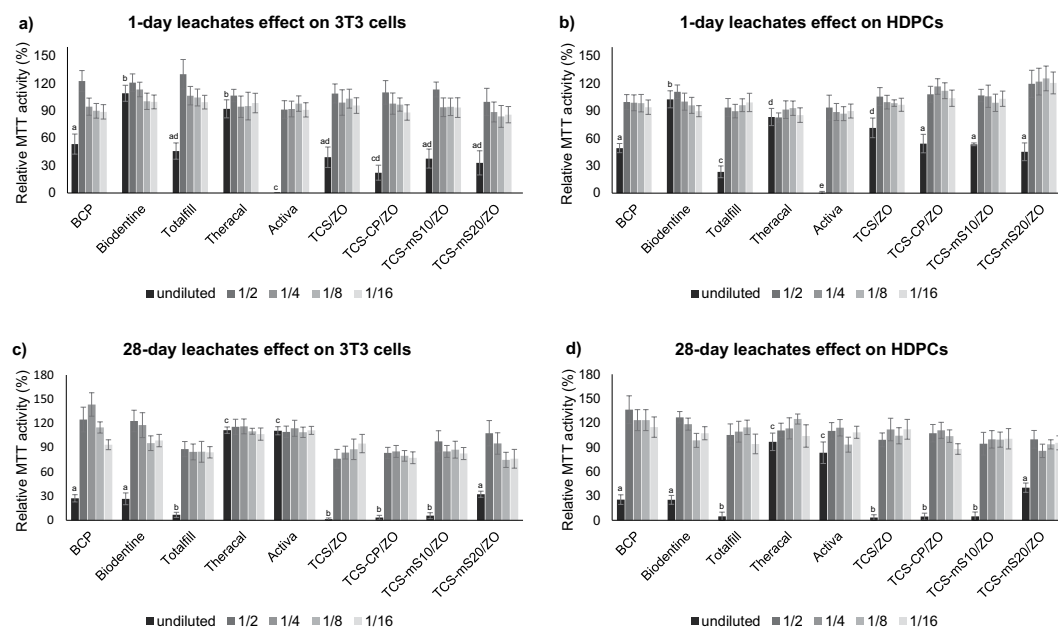 a) 1-day leachates effect on 3T3 cells
Relative MTT activity (%)
150
120
90
60
30
0
a b ad b c ad cd ad ad
BCP Biodentine Totalfill Theracal Activa TCS/ZO TCS-CP/ZO TCS-mS10/ZO TCS-mS20/ZO
undiluted 1/2 1/4 1/8 1/16
b) 1-day leachates effect on HDPCs
Relative MTT activity (%)
150
120
90
60
30
0
a b c d e d a a a
BCP Biodentine Totalfill Theracal Activa TCS/ZO TCS-CP/ZO TCS-mS10/ZO TCS-mS20/ZO
undiluted 1/2 1/4 1/8 1/16
c) 28-day leachates effect on 3T3 cells
Relative MTT activity (%)
180
150
120
90
60
30
0
a a b c c b b b a
BCP Biodentine Totalfill Theracal Activa TCS/ZO TCS-CP/ZO TCS-mS10/ZO TCS-mS20/ZO
undiluted 1/2 1/4 1/8 1/16
d) 28-day leachates effect on HDPCs
Relative MTT activity (%)
180
150
120
90
60
30
0
a a b c c b b b a
BCP Biodentine Totalfill Theracal Activa TCS/ZO TCS-CP/ZO TCS-mS10/ZO TCS-mS20/ZO
undiluted 1/2 1/4 1/8 1/16